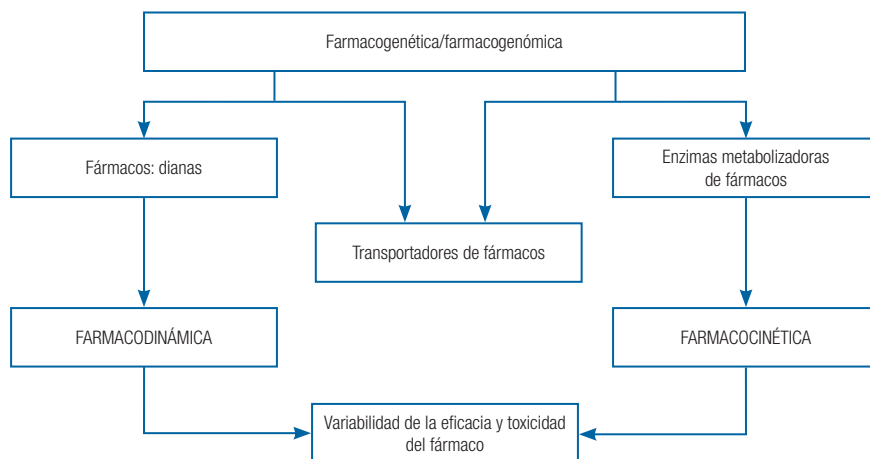 Farmacogenética/farmacogenómica
Fármacos: dianas
Enzimas metabolizadoras
de fármacos
Transportadores de fármacos
FARMACODINÁMICA
FARMACOCINÉTICA
Variabilidad de la eficacia y toxicidad
del fármaco